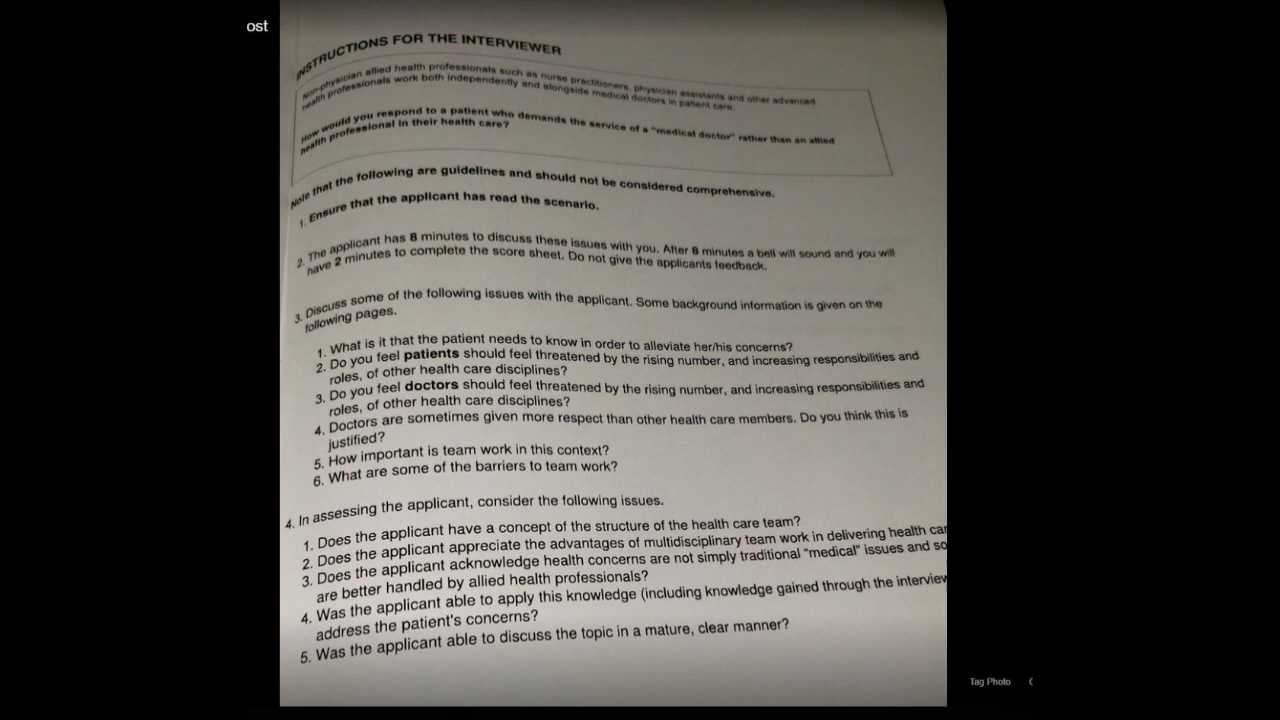 ost
INSTRUCTIONS FOR THE INTERVIEWER
Non-physician allied health professionals such as nurse practitioners, physician assistants and other advanced
health professionals work both independently and alongside medical doctors in patient care.
How would you respond to a patient who demands the service of a "medical doctor" rather than an allied
health professional in their health care?
Note that the following are guidelines and should not be considered comprehensive.
1. Ensure that the applicant has read the scenario.
2. The applicant has 8 minutes to discuss these issues with you. After 8 minutes a bell will sound and you will
have 2 minutes to complete the score sheet. Do not give the applicants feedback.
3. Discuss some of the following issues with the applicant. Some background information is given on the
following pages.
1. What is it that the patient needs to know in order to alleviate her/his concerns?
2. Do you feel patients should feel threatened by the rising number, and increasing responsibilities and
roles, of other health care disciplines?
3. Do you feel doctors should feel threatened by the rising number, and increasing responsibilities and
roles, of other health care disciplines?
4. Doctors are sometimes given more respect than other health care members. Do you think this is
justified?
5. How important is team work in this context?
6. What are some of the barriers to team work?
4. In assessing the applicant, consider the following issues.
1. Does the applicant have a concept of the structure of the health care team?
2. Does the applicant appreciate the advantages of multidisciplinary team work in delivering health car
3. Does the applicant acknowledge health concerns are not simply traditional "medical" issues and so
are better handled by allied health professionals?
4. Was the applicant able to apply this knowledge (including knowledge gained through the interview
address the patient's concerns?
5. Was the applicant able to discuss the topic in a mature, clear manner?
Tag Photo (